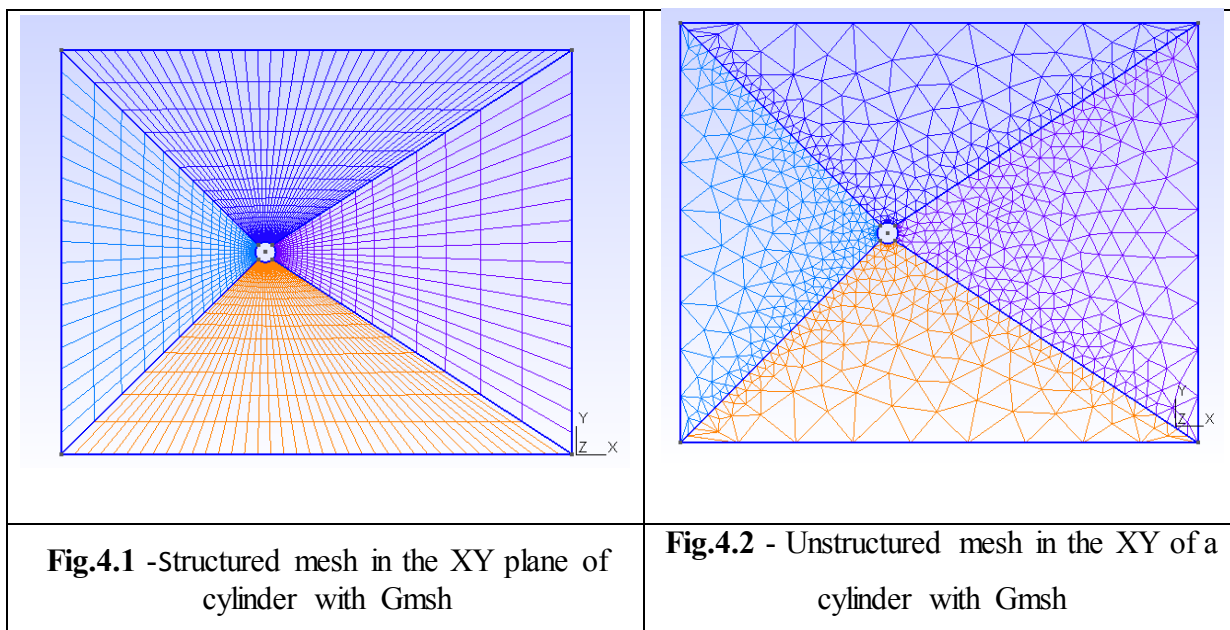 Y
Z X
Y
Z X
Fig.4.1 -Structured mesh in the XY plane of
cylinder with Gmsh
Fig.4.2 - Unstructured mesh in the XY of a
cylinder with Gmsh